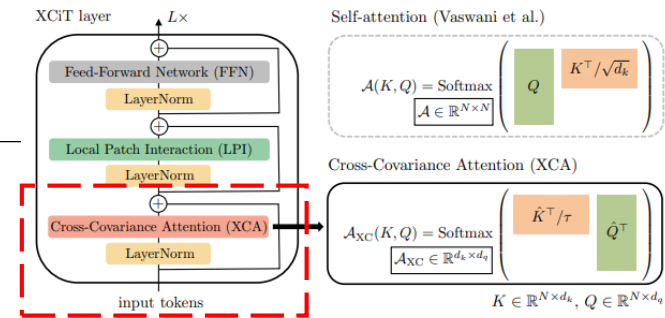 XCiT layer
L×
Feed-Forward Network (FFN)
LayerNorm
Local Patch Interaction (LPI)
LayerNorm
Cross-Covariance Attention (XCA)
LayerNorm
input tokens
Self-attention (Vaswani et al.)
𝒜(K, Q) = Softmax ( Q K⊤/√dₖ )
𝒜 ∈ ℝ^{N×N}
Cross-Covariance Attention (XCA)
𝒜_XC(K, Q) = Softmax ( K̂⊤/τ Q̂⊤ )
𝒜_XC ∈ ℝ^{d_k×d_q}
K ∈ ℝ^{N×d_k}, Q ∈ ℝ^{N×d_q}